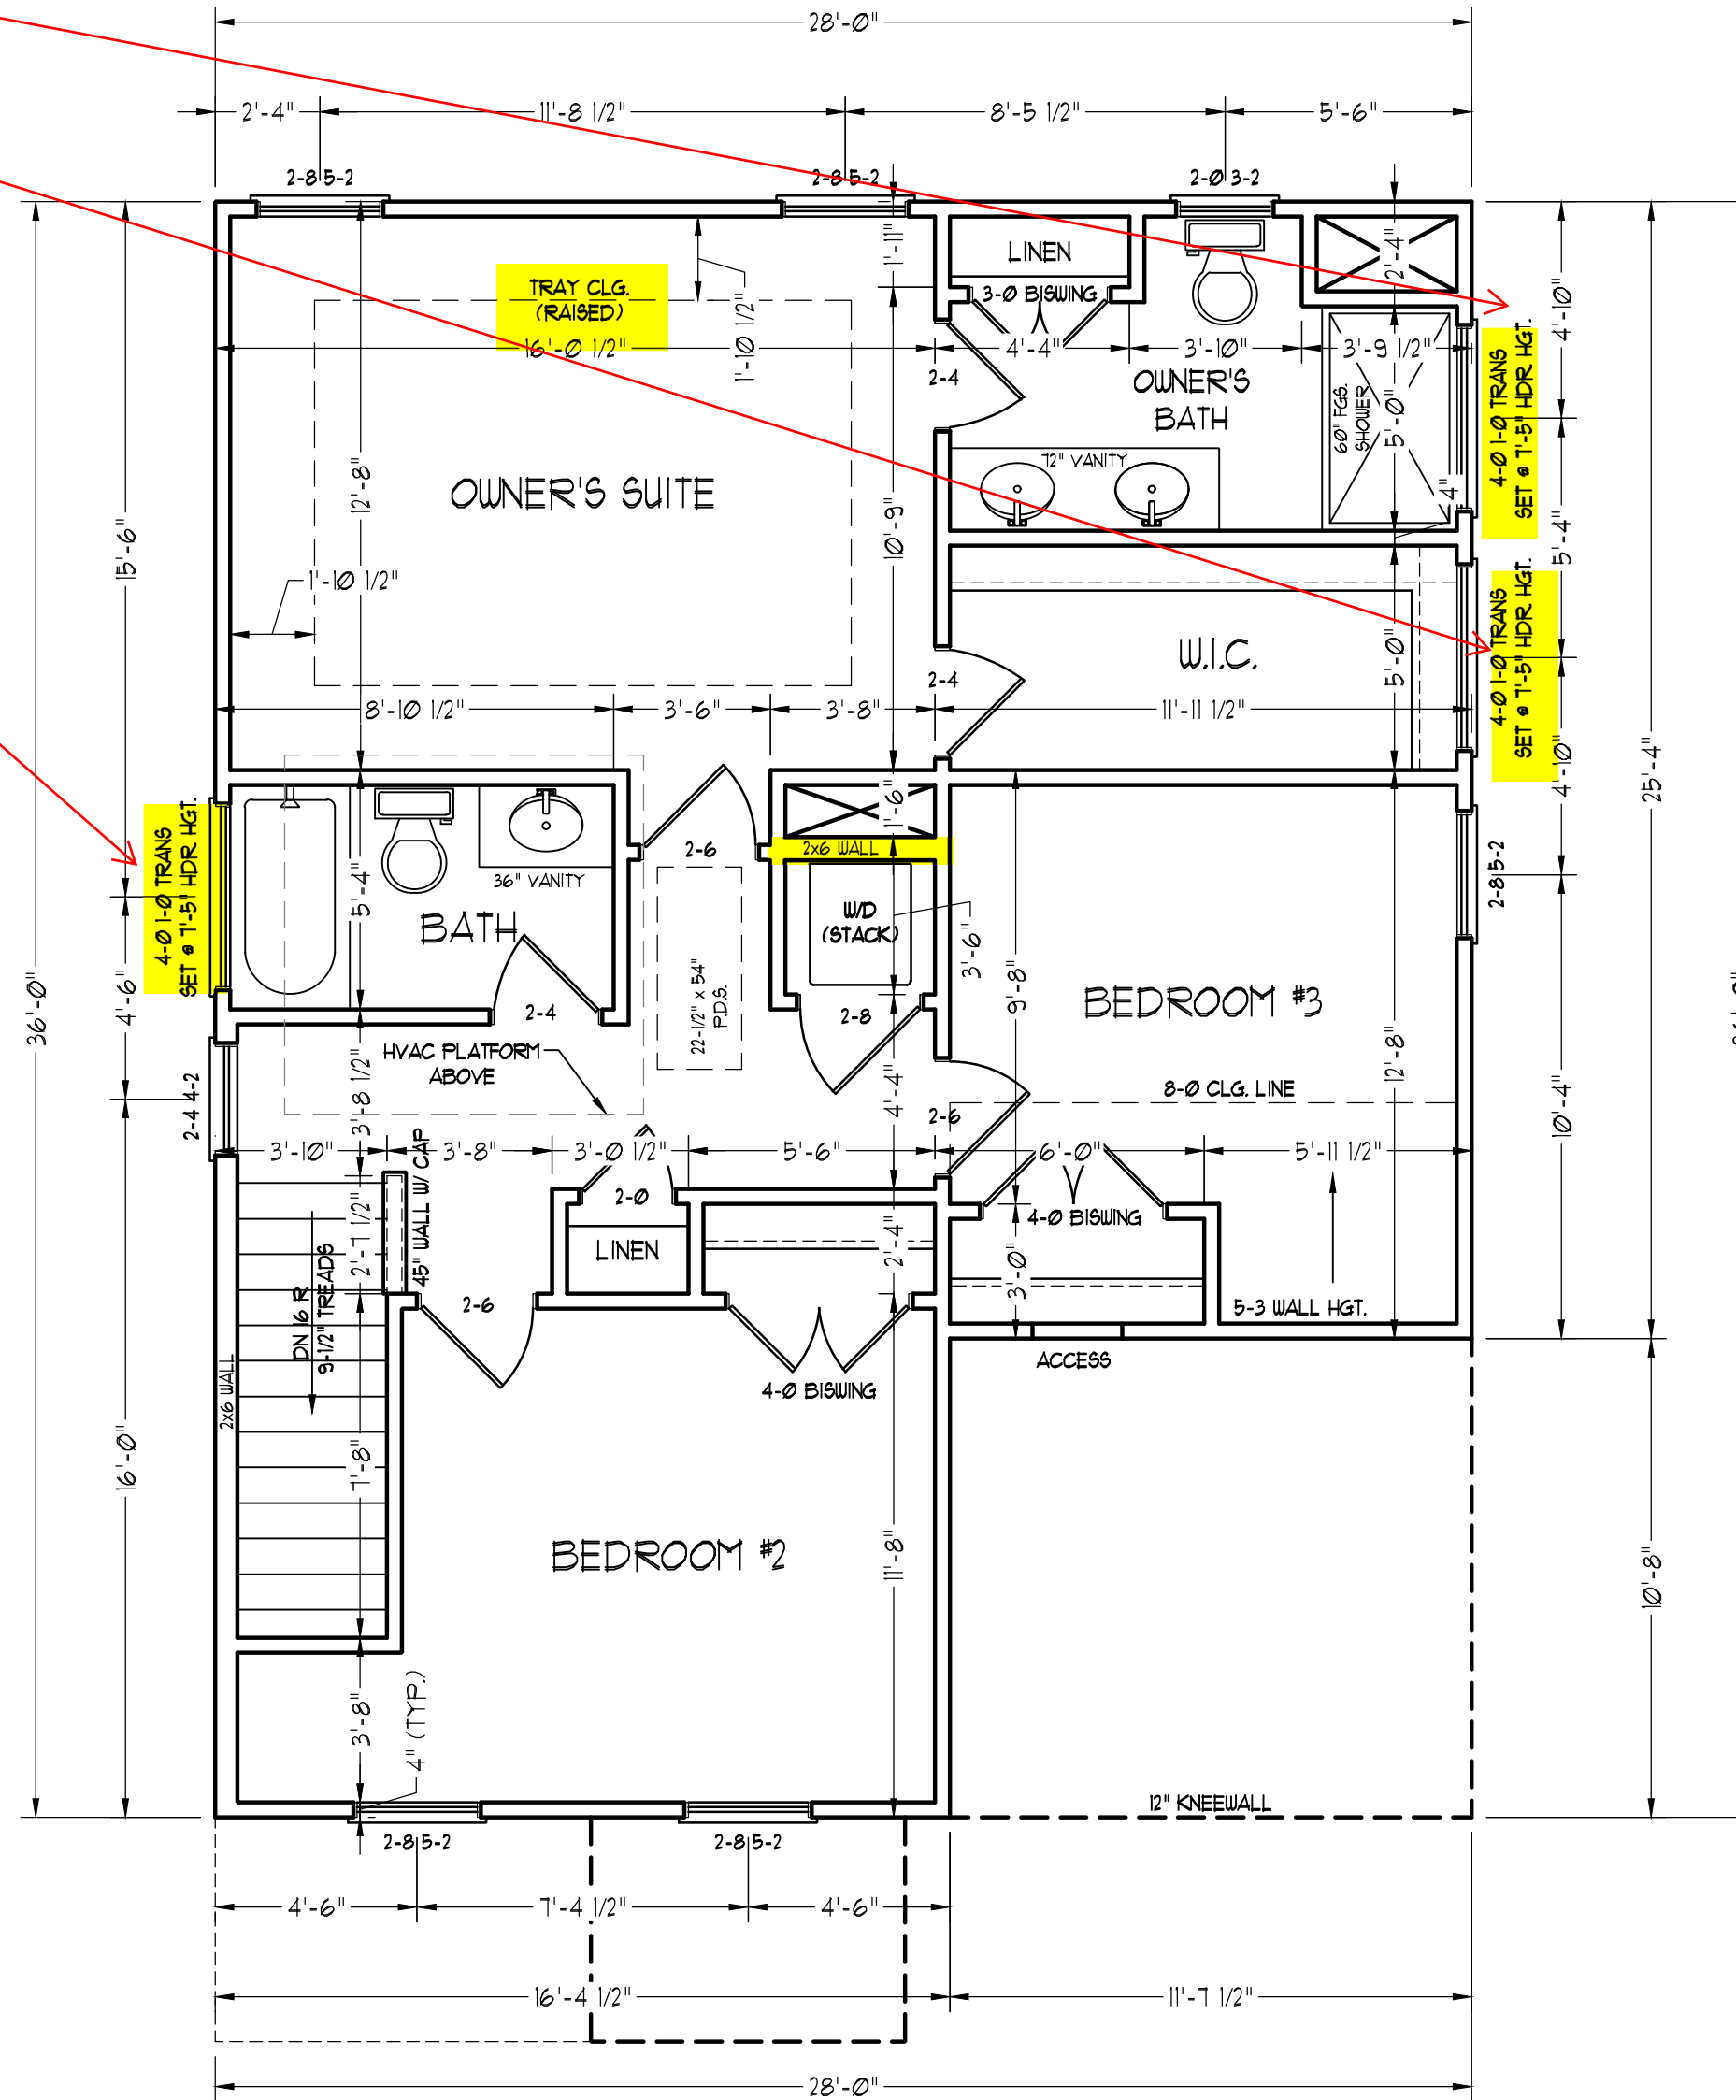 28'-0"
2'-4"
11'-8 1/2"
8'-5 1/2"
5'-6"
2-8 5-2
2-8 5-2
2-0 3-2
LINEN
3-0 BISWING
TRAY CLG.
(RAISED)
1'-11"
2'-4"
1'-10 1/2"
16'-0 1/2"
4'-4"
3'-10"
3'-9 1/2"
4'-10"
2-4
OWNER'S
BATH
60" FGS.
SHOWER
5'-0"
4-0 1-0 TRANS
SET @ 7'-5" HDR HGT.
12'-8"
OWNER'S SUITE
72" VANITY
4"
10'-9"
5'-4"
15'-6"
1'-10 1/2"
W.I.C.
5'-0"
4-0 1-0 TRANS
SET @ 7'-5" HDR HGT.
2-4
8'-10 1/2"
3'-6"
3'-8"
11'-11 1/2"
4'-10"
25'-4"
1'-6"
4-0 1-0 TRANS
SET @ 7'-5" HDR HGT.
2-6
2x6 WALL
36" VANITY
5'-4"
BATH
W/D
(STACK)
3'-6"
2-8 5-2
9'-8"
BEDROOM #3
36'-0"
4'-6"
2-4
22-1/2" x 54"
P.D.S.
2-8
HVAC PLATFORM
ABOVE
3'-8 1/2"
4'-4"
12'-8"
8-0 CLG. LINE
2-4 4-2
2-6
10'-4"
3'-10"
3'-8"
3'-0 1/2"
5'-6"
6'-0"
5'-11 1/2"
45" WALL W/ CAP
2-0
LINEN
2'-7 1/2"
2'-4"
4-0 BISWING
3'-0"
5-3 WALL HGT.
DN 16 R
9-1/2" TREADS
2-6
ACCESS
4-0 BISWING
2x6 WALL
16'-0"
7'-8"
11'-8"
BEDROOM #2
10'-8"
3'-8"
4" (TYP.)
12" KNEEWALL
2-8 5-2
2-8 5-2
4'-6"
7'-4 1/2"
4'-6"
16'-4 1/2"
11'-7 1/2"
28'-0"